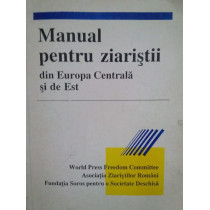 Manual
pentru ziariştii
din Europa Centrală
şi de Est
World Press Freedom Committee
Asociaţia Ziariştilor Români
Fundaţia Soros pentru o Societate Deschisă